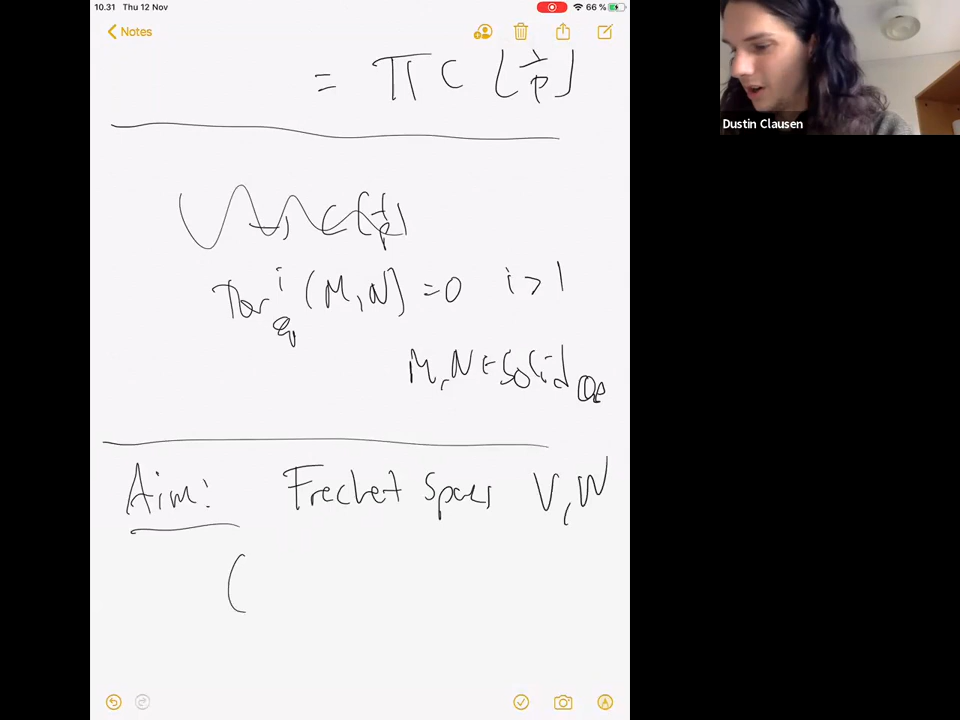 10.31 Thu 12 Nov
66 %
Notes
= ∏ C [1/p]
C [1/p]
Tor^i_{Q_p} (M, N) = 0 i > 1
M, N ∈ Solid_{Q_p}
Aim: Frechet spaces V, W
(
Dustin Clausen